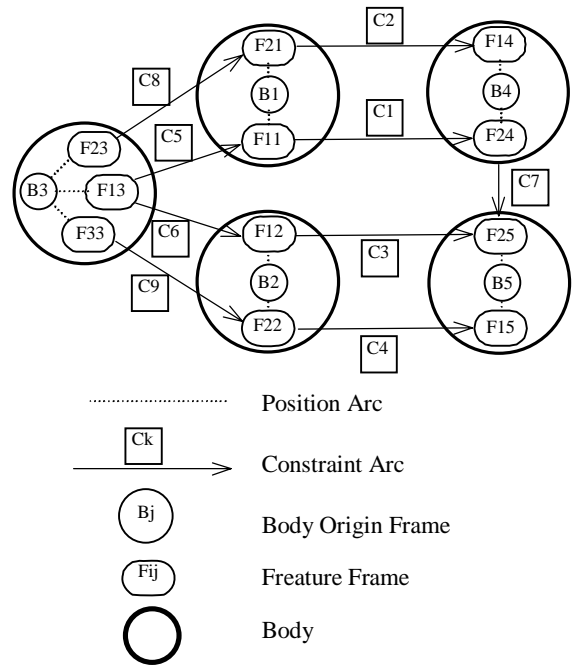 C2
F21
F14
C8
B1
B4
C5
C1
F23
F11
F24
B3
F13
C7
F33
C6
F12
C3
F25
C9
B2
B5
F22
C4
F15
Position Arc
Ck
Constraint Arc
Bj
Body Origin Frame
Fij
Freature Frame
Body